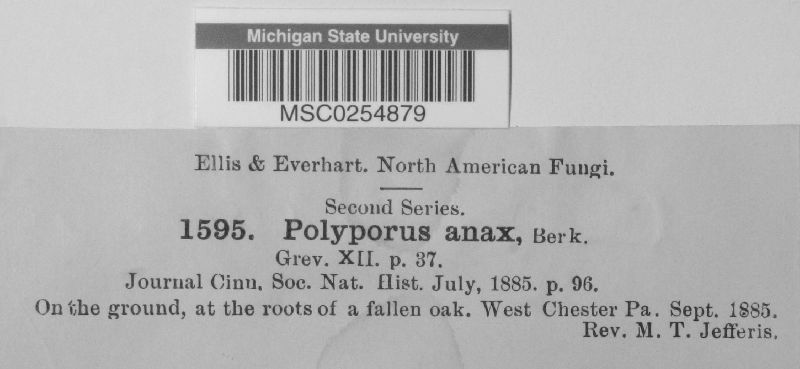 Michigan State University
MSC0254879
Ellis & Everhart. North American Fungi.
Second Series.
1595. Polyporus anax, Berk.
Grev. XII. p. 37.
Journal Cinn. Soc. Nat. Hist. July, 1885. p. 96.
On the ground, at the roots of a fallen oak. West Chester Pa. Sept. 1885.
Rev. M. T. Jefferis.